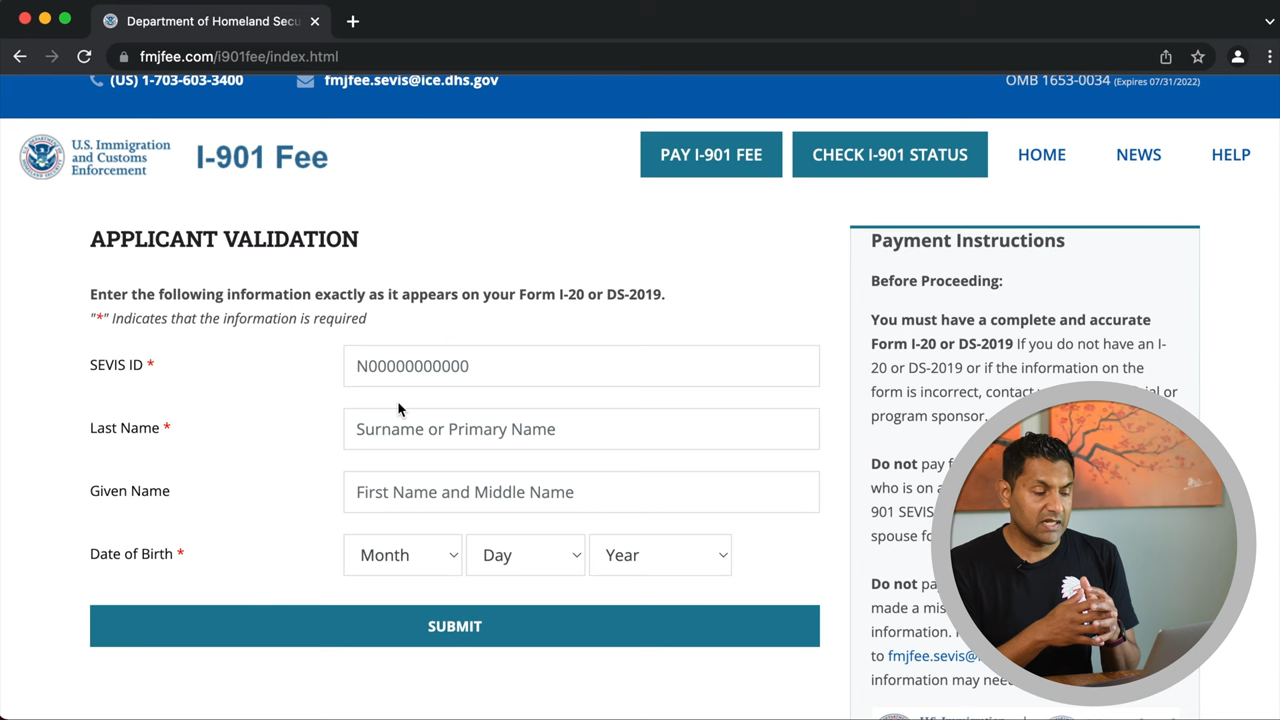 Department of Homeland Secu
fmjfee.com/i901fee/index.html
(US) 1-703-603-3400
fmjfee.sevis@ice.dhs.gov
OMB 1653-0034 (Expires 07/31/2022)
U.S. Immigration
and Customs
Enforcement
I-901 Fee
PAY I-901 FEE
CHECK I-901 STATUS
HOME
NEWS
HELP
APPLICANT VALIDATION
Enter the following information exactly as it appears on your Form I-20 or DS-2019.
"*" Indicates that the information is required
SEVIS ID *
N00000000000
Last Name *
Surname or Primary Name
Given Name
First Name and Middle Name
Date of Birth *
Month
Day
Year
SUBMIT
Payment Instructions
Before Proceeding:
You must have a complete and accurate
Form I-20 or DS-2019 If you do not have an I-
20 or DS-2019 or if the information on the
form is incorrect, contact or
program sponsor.
Do not pay
who is on
901 SEVIS
spouse
Do not
made a
information.
to fmjfee.sevis@
information may
U.S. Immigration